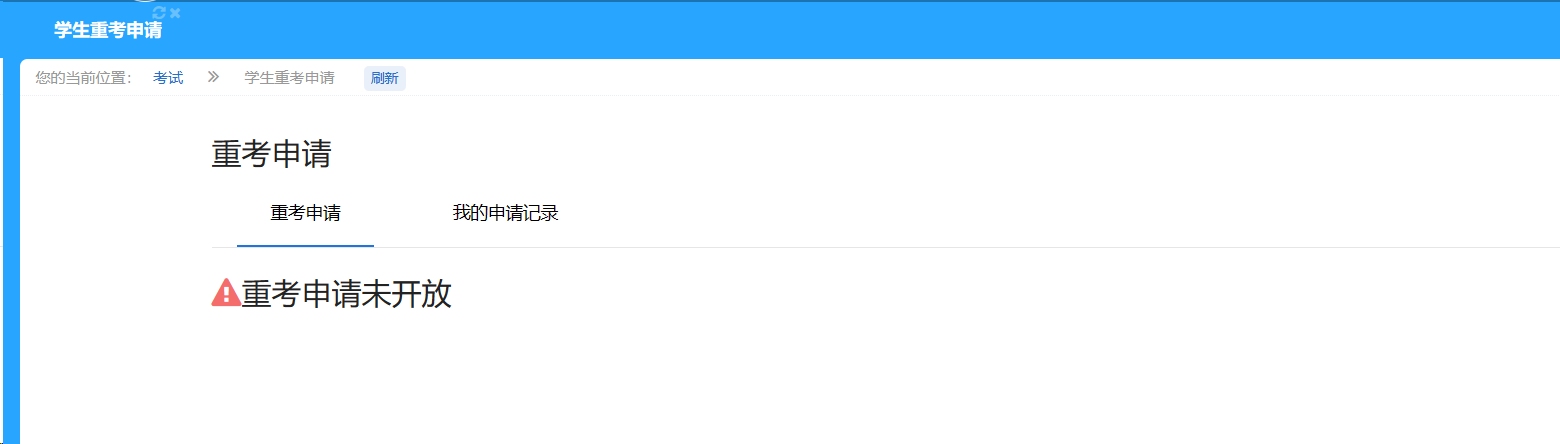 学生重考申请
您的当前位置： 考试 » 学生重考申请 刷新
重考申请
重考申请 我的申请记录
重考申请未开放